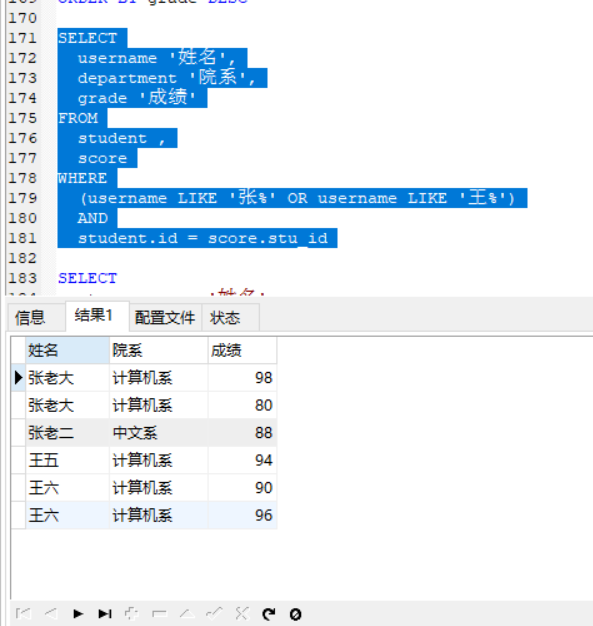 170
171 SELECT
172 username '姓名',
173 department '院系',
174 grade '成绩'
175 FROM
176 student ,
177 score
178 WHERE
179 (username LIKE '张%' OR username LIKE '王%')
180 AND
181 student.id = score.stu_id
182
183 SELECT
信息 结果1 配置文件 状态
姓名 院系 成绩
张老大 计算机系 98
张老大 计算机系 80
张老二 中文系 88
王五 计算机系 94
王六 计算机系 90
王六 计算机系 96